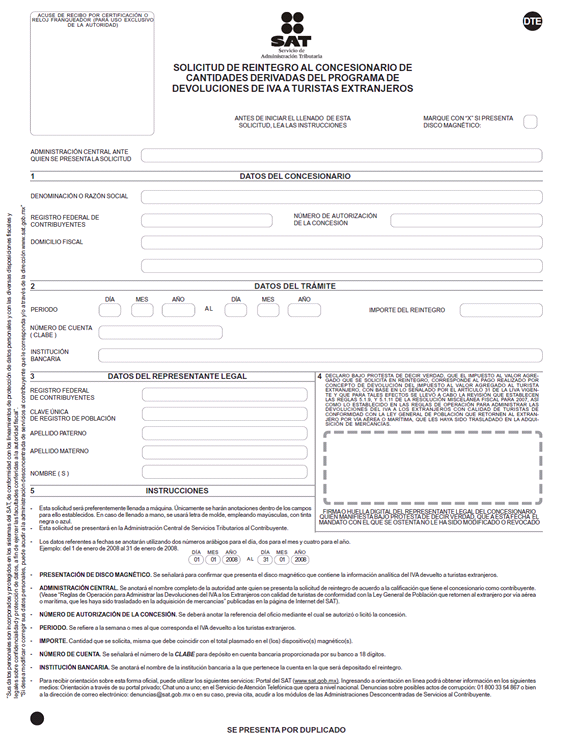 ACUSE DE RECIBO POR CERTIFICACIÓN O
RELOJ FRANQUEADOR (PARA USO EXCLUSIVO
DE LA AUTORIDAD)
SAT
Servicio de
Administración Tributaria
DTE
SOLICITUD DE REINTEGRO AL CONCESIONARIO DE
CANTIDADES DERIVADAS DEL PROGRAMA DE
DEVOLUCIONES DE IVA A TURISTAS EXTRANJEROS
ANTES DE INICIAR EL LLENADO DE ESTA
SOLICITUD, LEA LAS INSTRUCCIONES
MARQUE CON "X" SI PRESENTA
DISCO MAGNÉTICO:
ADMINISTRACIÓN CENTRAL ANTE
QUIEN SE PRESENTA LA SOLICITUD
1 DATOS DEL CONCESIONARIO
DENOMINACIÓN O RAZÓN SOCIAL
REGISTRO FEDERAL DE
CONTRIBUYENTES
NÚMERO DE AUTORIZACIÓN
DE LA CONCESIÓN
DOMICILIO FISCAL
2 DATOS DEL TRÁMITE
DÍA MES AÑO DÍA MES AÑO
PERIODO AL IMPORTE DEL REINTEGRO
NÚMERO DE CUENTA
( CLABE )
INSTITUCIÓN
BANCARIA
3 DATOS DEL REPRESENTANTE LEGAL
REGISTRO FEDERAL
DE CONTRIBUYENTES
CLAVE ÚNICA
DE REGISTRO DE POBLACIÓN
APELLIDO PATERNO
APELLIDO MATERNO
NOMBRE ( S )
4 DECLARO BAJO PROTESTA DE DECIR VERDAD, QUE EL IMPUESTO AL VALOR AGRE-
GADO QUE SE SOLICITA EN REINTEGRO, CORRESPONDE AL PAGO REALIZADO POR
CONCEPTO DE DEVOLUCIÓN DEL IMPUESTO AL VALOR AGREGADO AL TURISTA
EXTRANJERO, CON BASE EN LO SEÑALADO POR EL ARTÍCULO 31 DE LA LIVA VIGEN-
TE Y QUE PARA TALES EFECTOS SE LLEVÓ A CABO LA REVISIÓN QUE ESTABLECEN
LAS REGLAS 5.1.9, Y 5.1.11 DE LA RESOLUCIÓN MISCELÁNEA FISCAL PARA 2007, ASÍ
COMO LO ESTABLECIDO EN LAS REGLAS DE OPERACIÓN PARA ADMINISTRAR LAS
DEVOLUCIONES DEL IVA A LOS EXTRANJEROS CON CALIDAD DE TURISTAS DE
CONFORMIDAD CON LA LEY GENERAL DE POBLACIÓN QUE RETORNEN AL EXTRAN-
JERO POR VÍA AÉREA O MARÍTIMA, QUE LES HAYA SIDO TRASLADADO EN LA ADQUI-
SICIÓN DE MERCANCÍAS.
FIRMA O HUELLA DIGITAL DEL REPRESENTANTE LEGAL DEL CONCESIONARIO
QUIEN MANIFIESTA BAJO PROTESTA DE DECIR VERDAD, QUE A ESTA FECHA EL
MANDATO CON EL QUE SE OSTENTA NO LE HA SIDO MODIFICADO O REVOCADO
5 INSTRUCCIONES
- Esta solicitud será preferentemente llenada a máquina. Únicamente se harán anotaciones dentro de los campos
para ello establecidos. En caso de llenado a mano, se usará letra de molde, empleando mayúsculas, con tinta
negra o azul.
- Esta solicitud se presentará en la Administración Central de Servicios Tributarios al Contribuyente.
- Los datos referentes a fechas se anotarán utilizando dos números arábigos para el día, dos para el mes y cuatro para el año.
Ejemplo: del 1 de enero de 2008 al 31 de enero de 2008.
DÍA MES AÑO DÍA MES AÑO
01 01 2008 AL 31 01 2008
- PRESENTACIÓN DE DISCO MAGNÉTICO. Se señalará para confirmar que presenta el disco magnético que contiene la información analítica del IVA devuelto a turistas extranjeros.
- ADMINISTRACIÓN CENTRAL. Se anotará el nombre completo de la autoridad ante quien se presenta la solicitud de reintegro de acuerdo a la calificación que tiene el concesionario como contribuyente.
(Vease "Reglas de Operación para Administrar las Devoluciones del IVA a los Extranjeros con calidad de turistas de conformidad con la Ley General de Población que retornen al extranjero por vía aérea
o marítima, que les haya sido trasladado en la adquisición de mercancías" publicadas en la página de Internet del SAT).
- NÚMERO DE AUTORIZACIÓN DE LA CONCESIÓN. Se deberá anotar la referencia del oficio mediante el cual se autorizó o licitó la concesión.
- PERIODO. Se refiere a la semana o mes al que corresponda el IVA devuelto a los turistas extranjeros.
- IMPORTE. Cantidad que se solicita, misma que debe coincidir con el total plasmado en el (los) dispositivo(s) magnético(s).
- NÚMERO DE CUENTA. Se señalará el número de la CLABE para depósito en cuenta bancaria proporcionada por su banco a 18 dígitos.
- INSTITUCIÓN BANCARIA. Se anotará el nombre de la institución bancaria a la que pertenece la cuenta en la que será depositado el reintegro.
- Para recibir orientación sobre esta forma oficial, puede utilizar los siguientes servicios: Portal del SAT (www.sat.gob.mx). Ingresando a orientación en línea podrá obtener información en los siguientes
medios: Orientación a través de su portal privado; Chat uno a uno; en el Servicio de Atención Telefónica que opera a nivel nacional. Denuncias sobre posibles actos de corrupción: 01 800 33 54 867 o bien
a la dirección de correo electrónico: denuncias@sat.gob.mx o en su caso, previa cita, acudir a los módulos de las Administraciones Desconcentradas de Servicios al Contribuyente.
SE PRESENTA POR DUPLICADO
"Sus datos personales son incorporados y protegidos en los sistemas del SAT, de conformidad con los lineamientos de protección de datos personales y con las diversas disposiciones fiscales y
legales sobre confidencialidad y protección de datos, a fin de ejercer las facultades conferidas a la autoridad fiscal".
"Si desea modificar o corregir sus datos personales, puede acudir a la administración desconcentrada de servicios al contribuyente que le corresponda y/o a través de la dirección www.sat.gob.mx"